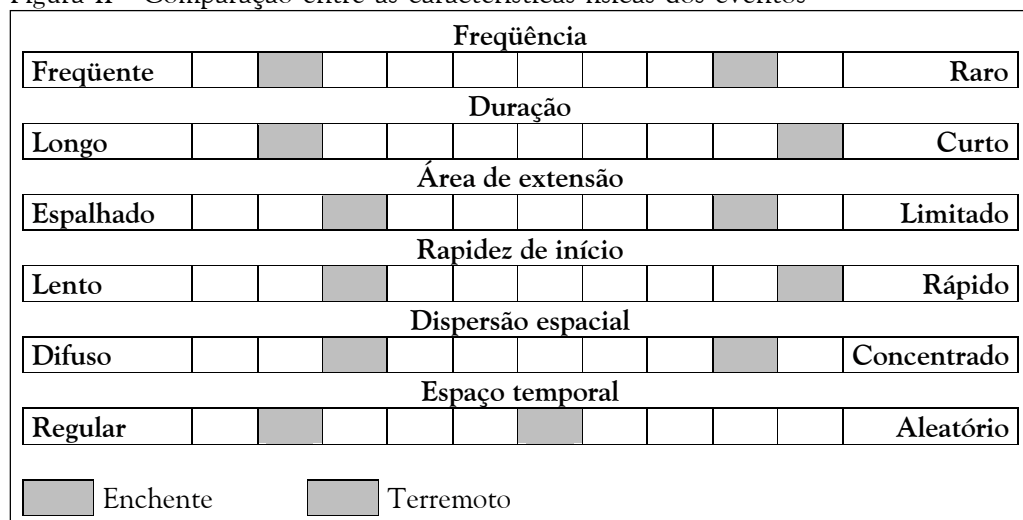 Figura II - Comparação entre as características físicas dos eventos
Freqüência
Freqüente Raro
Duração
Longo Curto
Área de extensão
Espalhado Limitado
Rapidez de início
Lento Rápido
Dispersão espacial
Difuso Concentrado
Espaço temporal
Regular Aleatório
Enchente Terremoto